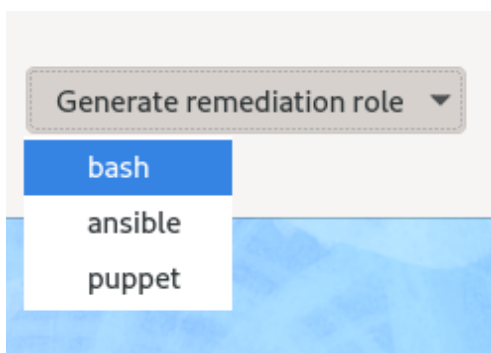 Generate remediation role
bash
ansible
puppet